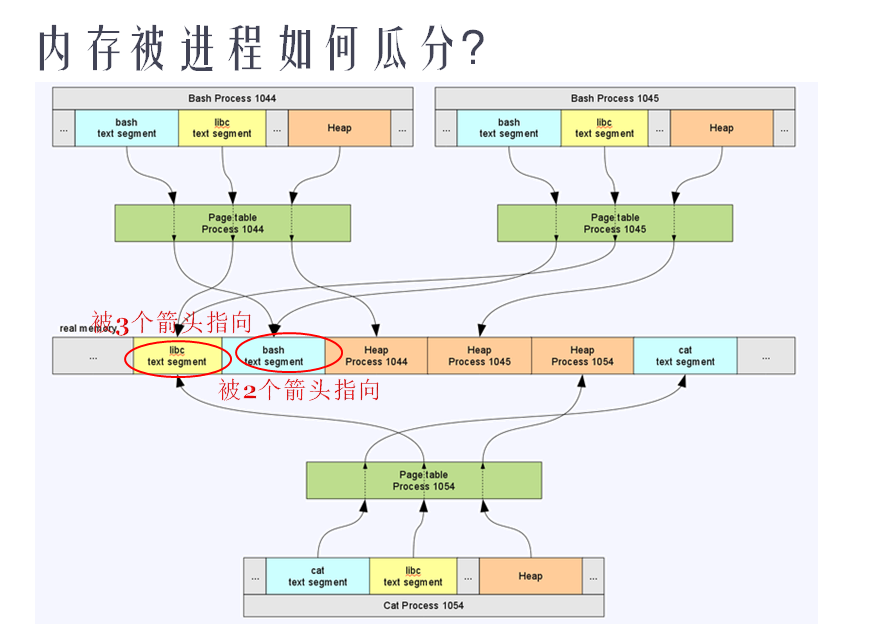 内存被进程如何瓜分?
Bash Process 1044
Bash Process 1045
...
bash
text segment
libc
text segment
...
Heap
...
...
bash
text segment
libc
text segment
...
Heap
...
Page table
Process 1044
Page table
Process 1045
被3个箭头指向
real memory
...
libc
text segment
bash
text segment
Heap
Process 1044
Heap
Process 1045
Heap
Process 1054
cat
text segment
...
被2个箭头指向
Page table
Process 1054
...
cat
text segment
libc
text segment
...
Heap
...
Cat Process 1054